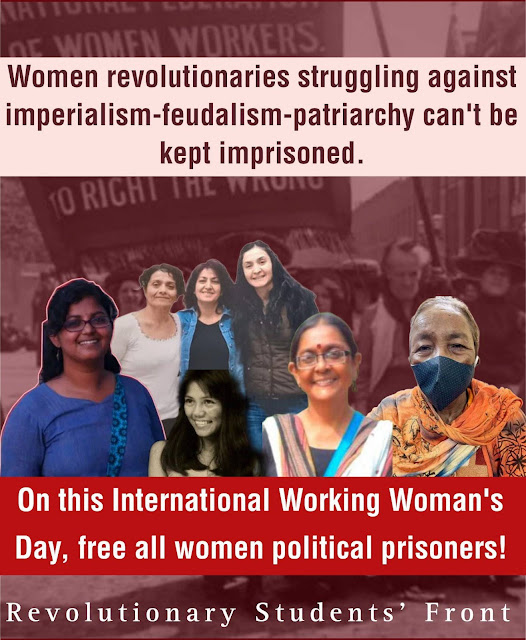 NATIONAL FEDERATION
OF WOMEN WORKERS.
Women revolutionaries struggling against
imperialism-feudalism-patriarchy can't be
kept imprisoned.
TO RIGHT THE WRONG
On this International Working Woman's
Day, free all women political prisoners!
Revolutionary Students’ Front